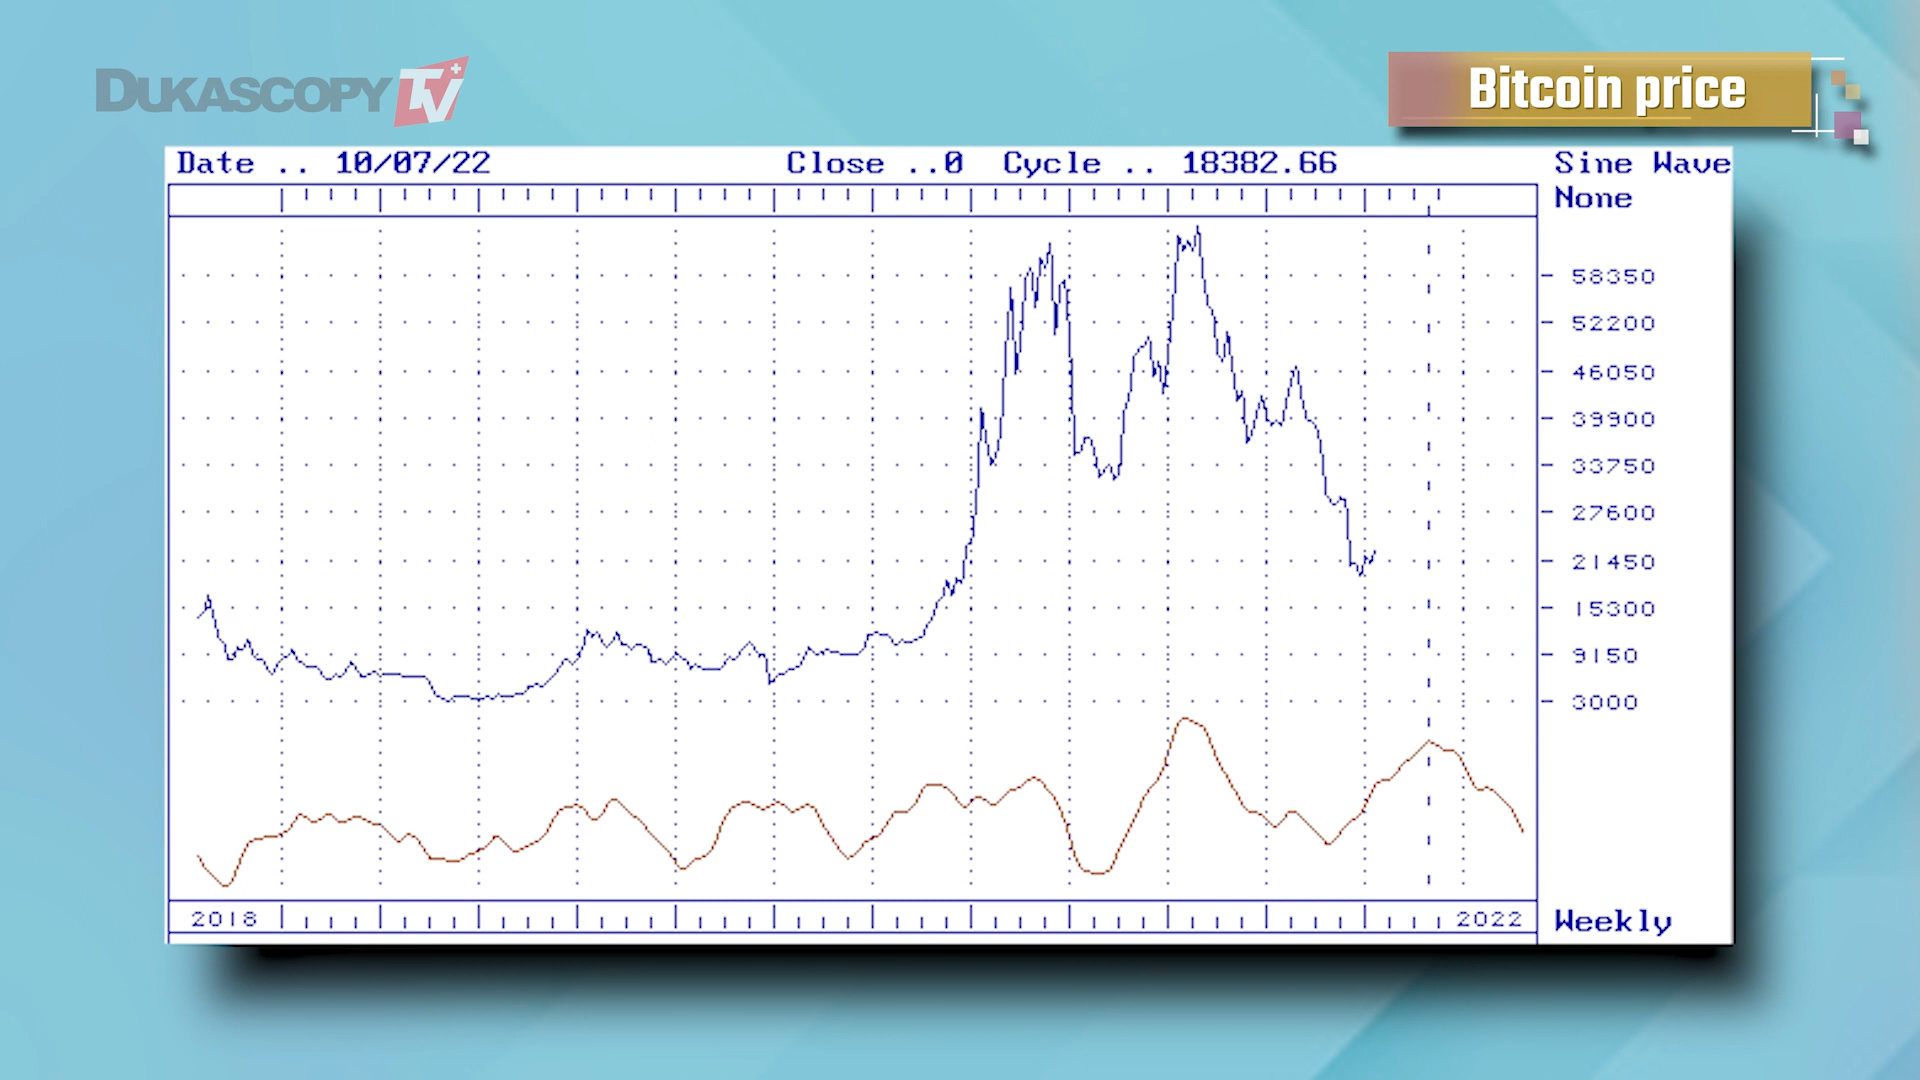 DUKASCOPY TV
Bitcoin price
Date .. 10/07/22 Close ..0 Cycle .. 18382.66 Sine Wave
None
58350
52200
46050
39900
33750
27600
21450
15300
9150
3000
2018 2022 Weekly